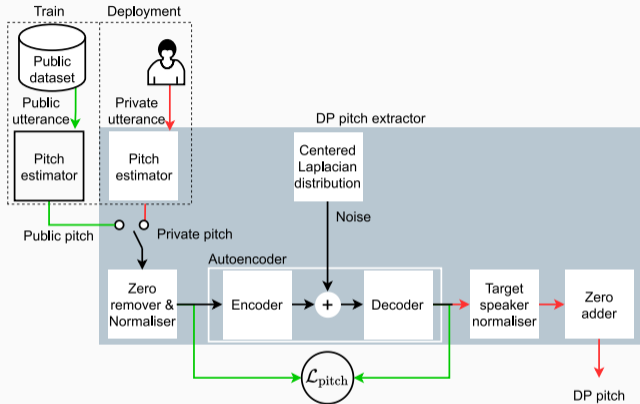 Train
Deployment
Public
dataset
Public
utterance
Private
utterance
DP pitch extractor
Pitch
estimator
Pitch
estimator
Centered
Laplacian
distribution
Noise
Public pitch
Private pitch
Autoencoder
Zero
remover &
Normaliser
Encoder
+
Decoder
Target
speaker
normaliser
Zero
adder
ℒpitch
DP pitch